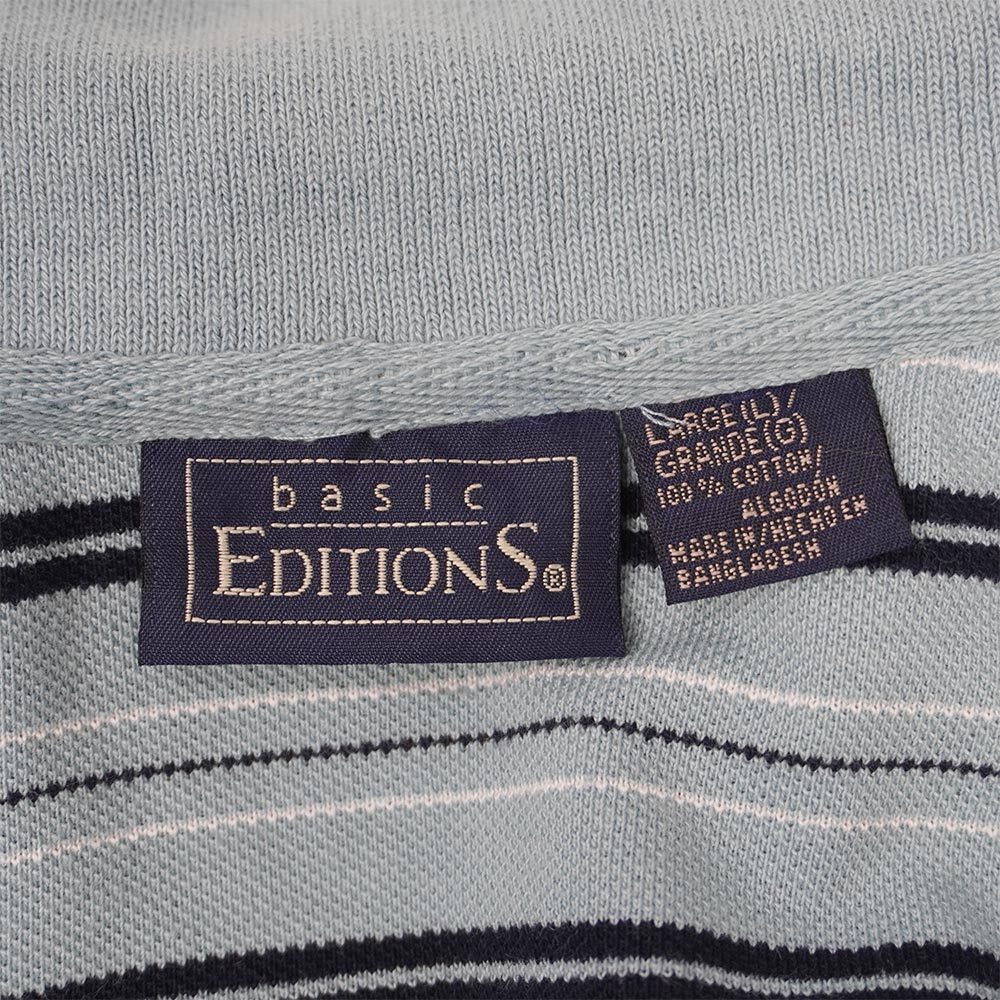 basic
EDITIONS®
LARGE(L)/
GRANDE(G)
100% COTTON/
ALGODÓN
MADE IN/HECHO EN
BANGLADESH